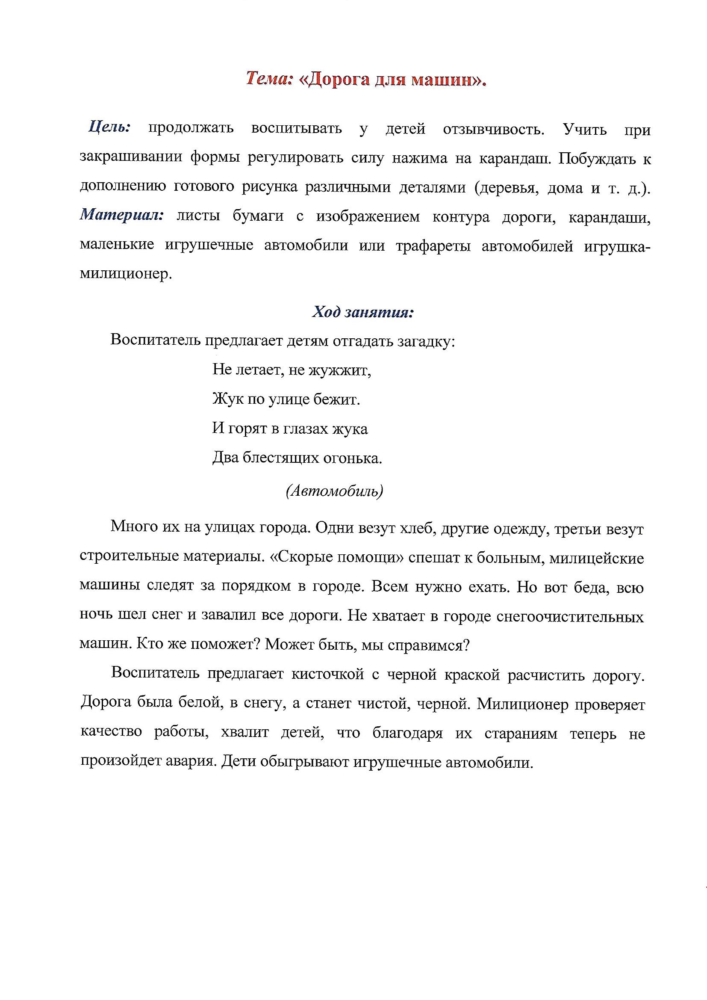 Тема: «Дорога для машин».
Цель: продолжать воспитывать у детей отзывчивость. Учить при
закрашивании формы регулировать силу нажима на карандаш. Побуждать к
дополнению готового рисунка различными деталями (деревья, дома и т. д.).
Материал: листы бумаги с изображением контура дороги, карандаши,
маленькие игрушечные автомобили или трафареты автомобилей игрушка-
милиционер.
Ход занятия:
Воспитатель предлагает детям отгадать загадку:
Не летает, не жужжит,
Жук по улице бежит.
И горят в глазах жука
Два блестящих огонька.
(Автомобиль)
Много их на улицах города. Одни везут хлеб, другие одежду, третьи везут
строительные материалы. «Скорые помощи» спешат к больным, милицейские
машины следят за порядком в городе. Всем нужно ехать. Но вот беда, всю
ночь шел снег и завалил все дороги. Не хватает в городе снегоочистительных
машин. Кто же поможет? Может быть, мы справимся?
Воспитатель предлагает кисточкой с черной краской расчистить дорогу.
Дорога была белой, в снегу, а станет чистой, черной. Милиционер проверяет
качество работы, хвалит детей, что благодаря их стараниям теперь не
произойдет авария. Дети обыгрывают игрушечные автомобили.